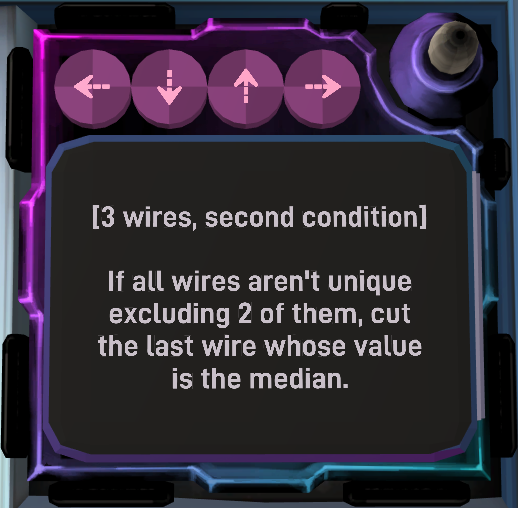 [3 wires, second condition]
If all wires aren't unique
excluding 2 of them, cut
the last wire whose value
is the median.